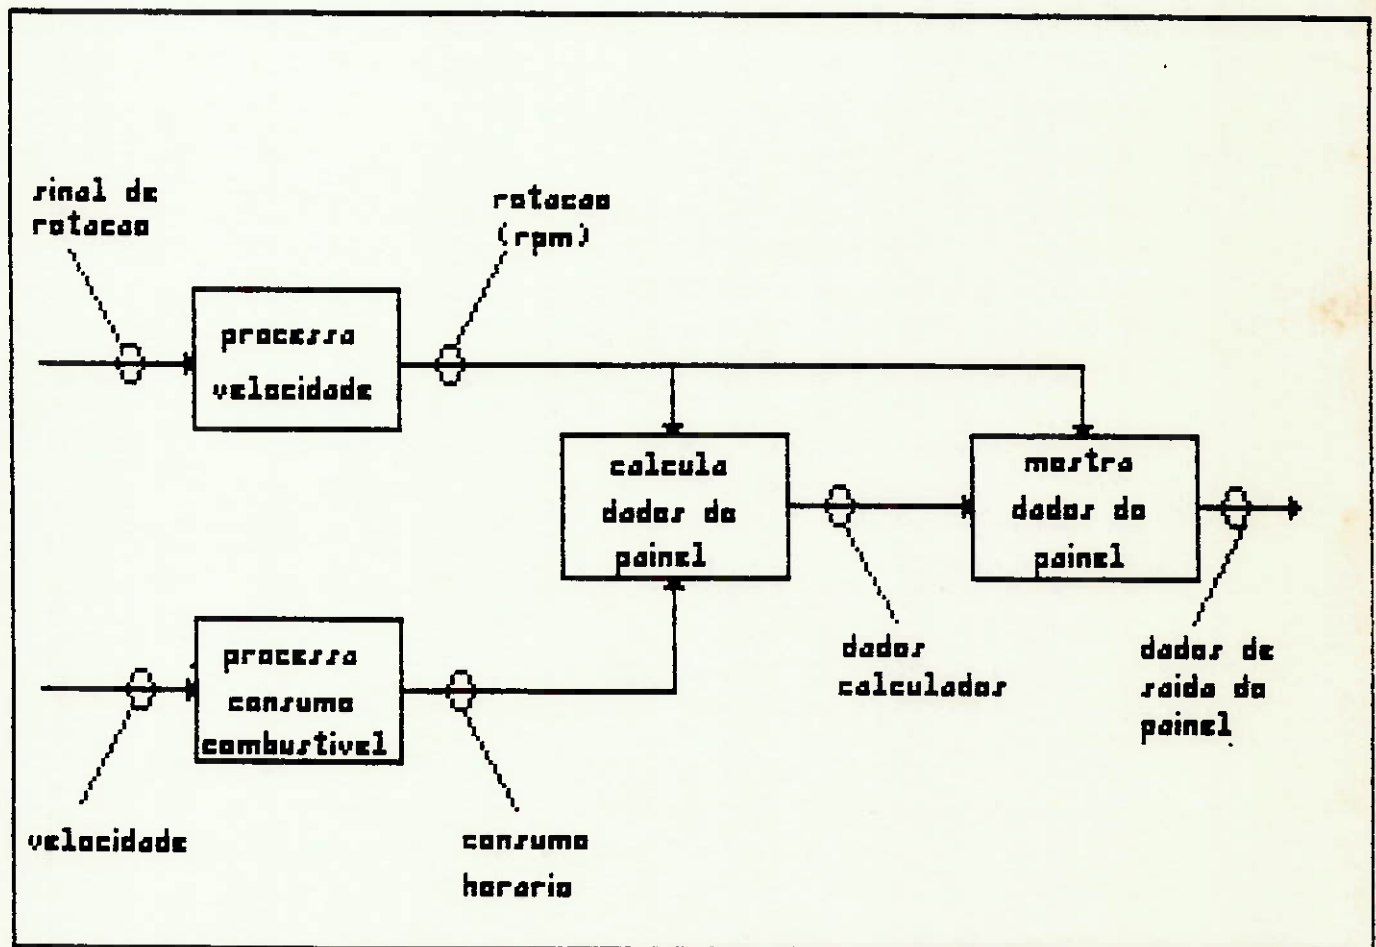 sinal de
rotacao
rotacao
(rpm)
processa
velocidade
calcula
dados do
painel
mostra
dados do
painel
processa
consumo
combustivel
dados
calculados
dados de
saida do
painel
velocidade
consumo
horario